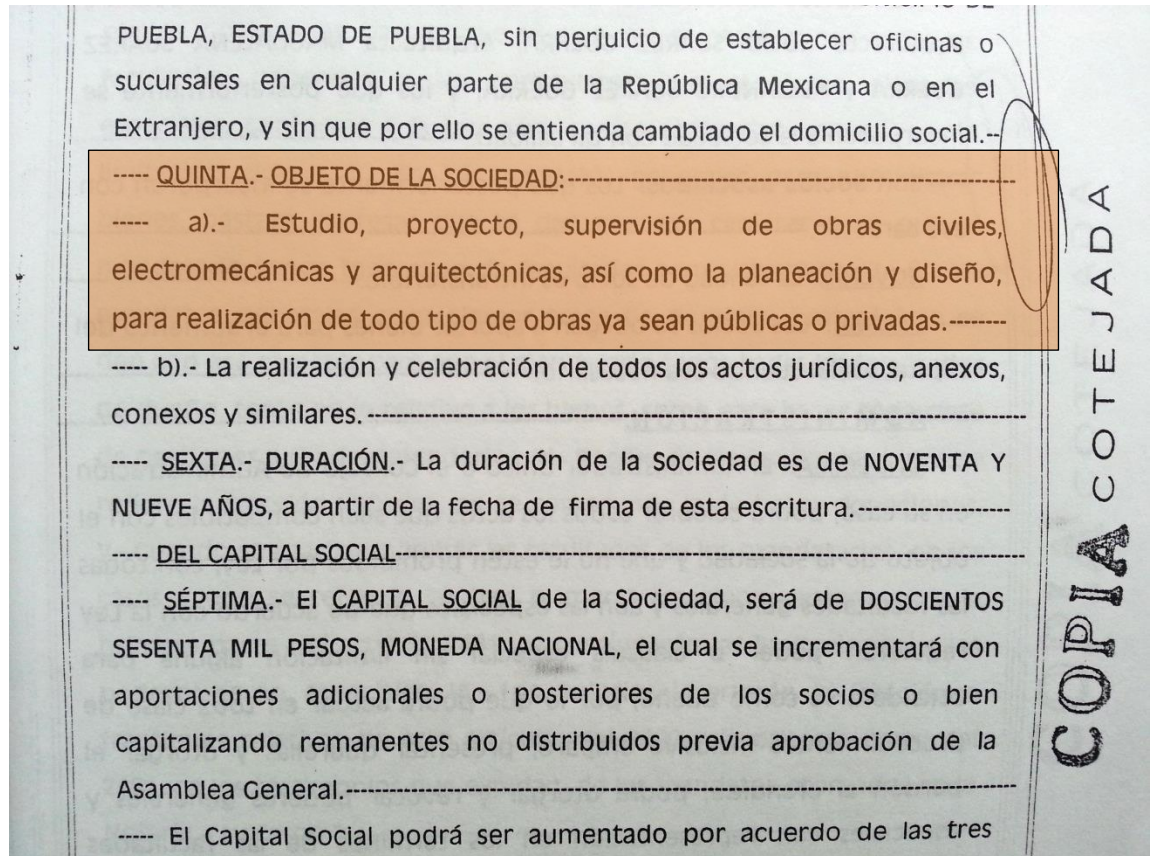 PUEBLA, ESTADO DE PUEBLA, sin perjuicio de establecer oficinas o
sucursales en cualquier parte de la República Mexicana o en el
Extranjero, y sin que por ello se entienda cambiado el domicilio social.--
----- QUINTA.- OBJETO DE LA SOCIEDAD:--------------------------------------------------
----- a).- Estudio, proyecto, supervisión de obras civiles,
electromecánicas y arquitectónicas, así como la planeación y diseño,
para realización de todo tipo de obras ya sean públicas o privadas.--------
----- b).- La realización y celebración de todos los actos jurídicos, anexos,
conexos y similares. --------------------------------------------------------------------------
----- SEXTA.- DURACIÓN.- La duración de la Sociedad es de NOVENTA Y
NUEVE AÑOS, a partir de la fecha de firma de esta escritura.-----------------
----- DEL CAPITAL SOCIAL----------------------------------------------------------------------
----- SÉPTIMA.- El CAPITAL SOCIAL de la Sociedad, será de DOSCIENTOS
SESENTA MIL PESOS, MONEDA NACIONAL, el cual se incrementará con
aportaciones adicionales o posteriores de los socios o bien
capitalizando remanentes no distribuidos previa aprobación de la
Asamblea General.---------------------------------------------------------------------------
----- El Capital Social podrá ser aumentado por acuerdo de las tres
COPIA COTEJADA